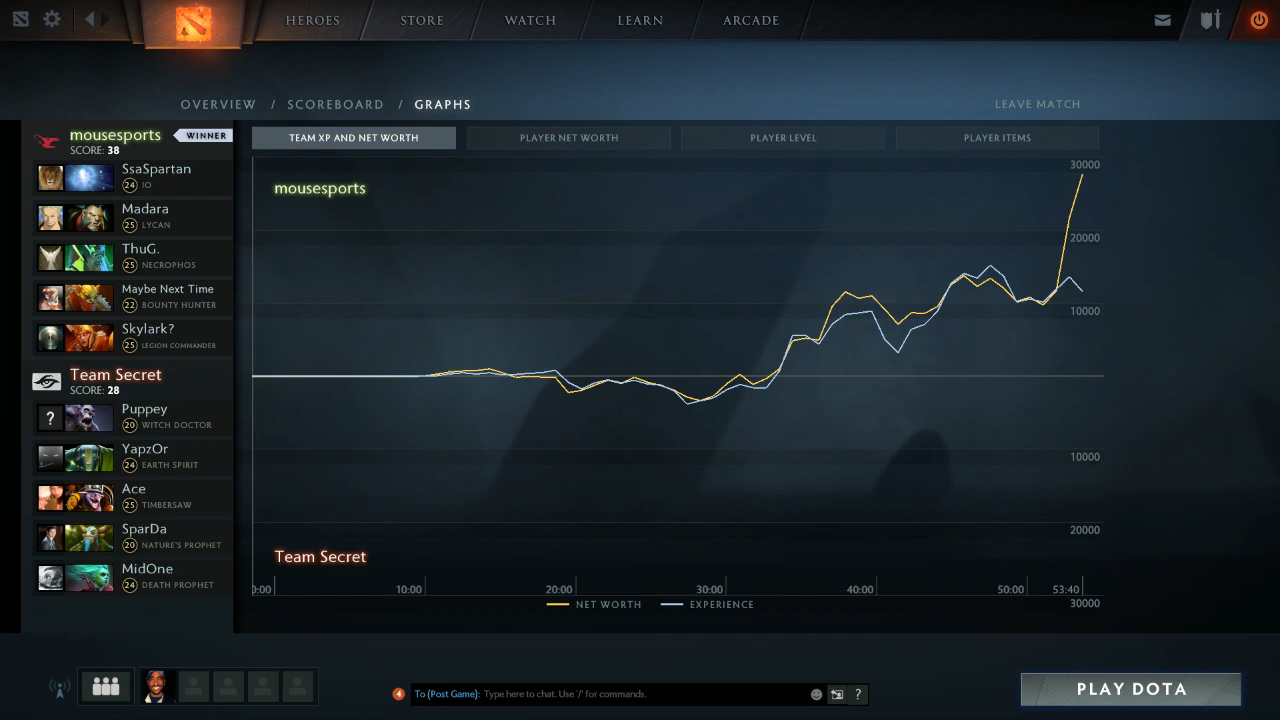 HEROES
STORE
WATCH
LEARN
ARCADE
OVERVIEW / SCOREBOARD / GRAPHS
LEAVE MATCH
mousesports
WINNER
SCORE: 38
SsaSpartan
24 IO
Madara
25 LYCAN
ThuG.
25 NECROPHOS
Maybe Next Time
22 BOUNTY HUNTER
Skylark?
25 LEGION COMMANDER
Team Secret
SCORE: 28
?
Puppey
20 WITCH DOCTOR
YapzOr
24 EARTH SPIRIT
Ace
25 TIMBERSAW
SparDa
20 NATURE'S PROPHET
MidOne
24 DEATH PROPHET
TEAM XP AND NET WORTH
PLAYER NET WORTH
PLAYER LEVEL
PLAYER ITEMS
mousesports
30000
20000
10000
10000
20000
30000
Team Secret
0:00
10:00
20:00
30:00
40:00
50:00
53:40
NET WORTH
EXPERIENCE
4
To (Post Game): Type here to chat. Use '/' for commands.
?
PLAY DOTA